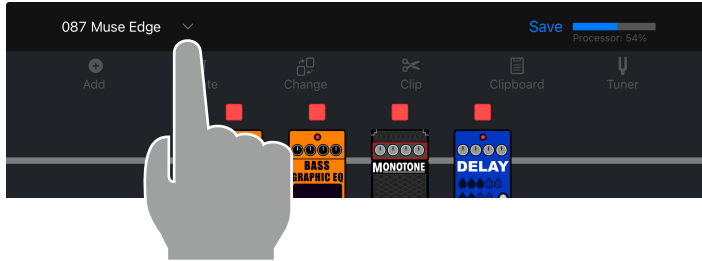 087 Muse Edge
Save
Processor: 54%
Add
Change
Clip
Clipboard
Tuner
BASS
GRAPHIC EQ
MONOTONE
DELAY